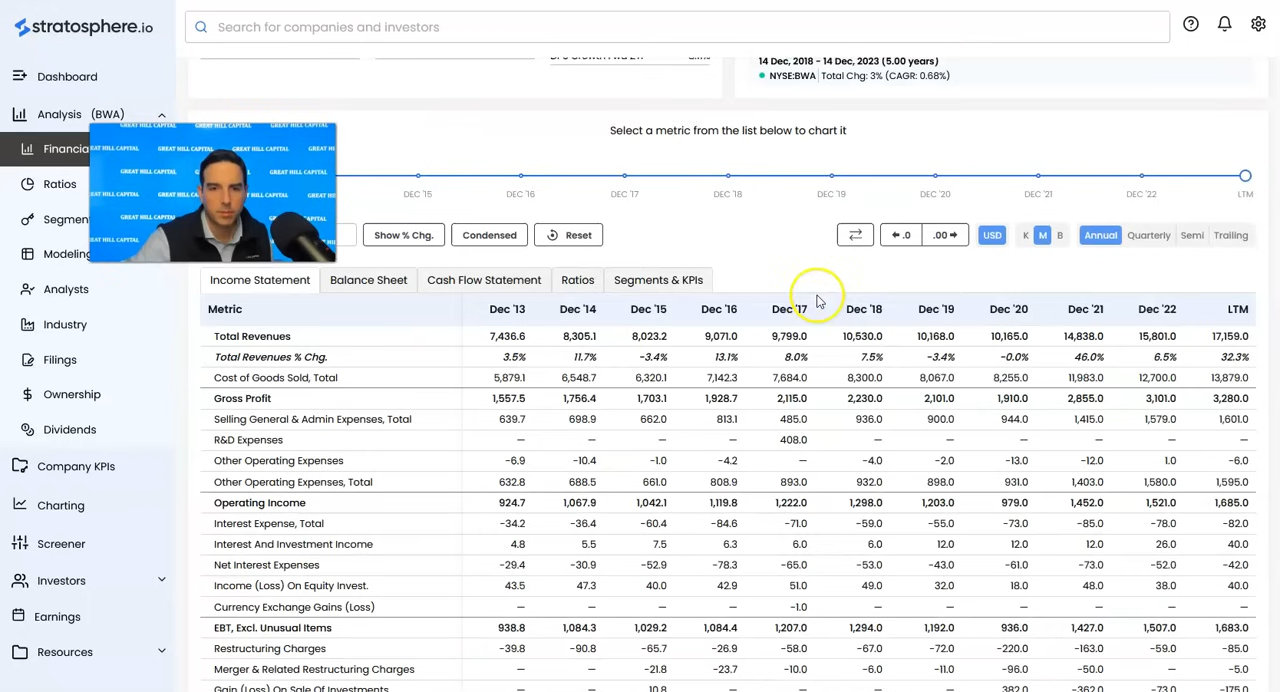 stratosphere.io
Search for companies and investors
Dashboard
Analysis (BWA)
Financia
Ratios
Segmen
Modeling
Analysts
Industry
Filings
Ownership
Dividends
Company KPIs
Charting
Screener
Investors
Earnings
Resources
GREAT HILL CAPITAL
14 Dec, 2018 - 14 Dec, 2023 (5.00 years)
NYSE:BWA Total Chg: 3% (CAGR: 0.68%)
Select a metric from the list below to chart it
DEC '15 DEC '16 DEC '17 DEC '18 DEC '19 DEC '20 DEC '21 DEC '22 LTM
Show % Chg. Condensed Reset .0 .00 USD K M B Annual Quarterly Semi Trailing
Income Statement Balance Sheet Cash Flow Statement Ratios Segments & KPIs
Metric Dec '13 Dec '14 Dec '15 Dec '16 Dec '17 Dec '18 Dec '19 Dec '20 Dec '21 Dec '22 LTM
Total Revenues 7,436.6 8,305.1 8,023.2 9,071.0 9,799.0 10,530.0 10,168.0 10,165.0 14,838.0 15,801.0 17,159.0
Total Revenues % Chg. 3.5% 11.7% -3.4% 13.1% 8.0% 7.5% -3.4% -0.0% 46.0% 6.5% 32.3%
Cost of Goods Sold, Total 5,879.1 6,548.7 6,320.1 7,142.3 7,684.0 8,300.0 8,067.0 8,255.0 11,983.0 12,700.0 13,879.0
Gross Profit 1,557.5 1,756.4 1,703.1 1,928.7 2,115.0 2,230.0 2,101.0 1,910.0 2,855.0 3,101.0 3,280.0
Selling General & Admin Expenses, Total 639.7 698.9 662.0 813.1 485.0 936.0 900.0 944.0 1,415.0 1,579.0 1,601.0
R&D Expenses — — — — 408.0 — — — — — —
Other Operating Expenses -6.9 -10.4 -1.0 -4.2 — -4.0 -2.0 -13.0 -12.0 1.0 -6.0
Other Operating Expenses, Total 632.8 688.5 661.0 808.9 893.0 932.0 898.0 931.0 1,403.0 1,580.0 1,595.0
Operating Income 924.7 1,067.9 1,042.1 1,119.8 1,222.0 1,298.0 1,203.0 979.0 1,452.0 1,521.0 1,685.0
Interest Expense, Total -34.2 -36.4 -60.4 -84.6 -71.0 -59.0 -55.0 -73.0 -85.0 -78.0 -82.0
Interest And Investment Income 4.8 5.5 7.5 6.3 6.0 6.0 12.0 12.0 12.0 26.0 40.0
Net Interest Expenses -29.4 -30.9 -52.9 -78.3 -65.0 -53.0 -43.0 -61.0 -73.0 -52.0 -42.0
Income (Loss) On Equity Invest. 43.5 47.3 40.0 42.9 51.0 49.0 32.0 18.0 48.0 38.0 40.0
Currency Exchange Gains (Loss) — — — — -1.0 — — — — — —
EBT, Excl. Unusual Items 938.8 1,084.3 1,029.2 1,084.4 1,207.0 1,294.0 1,192.0 936.0 1,427.0 1,507.0 1,683.0
Restructuring Charges -39.8 -90.8 -65.7 -26.9 -58.0 -67.0 -72.0 -220.0 -163.0 -59.0 -85.0
Merger & Related Restructuring Charges — — -21.8 -23.7 -10.0 -6.0 -11.0 -96.0 -50.0 — -5.0
Gain (Loss) On Sale Of Investments — — 10.8 — — — — 382.0 -362.0 -73.0 -175.0